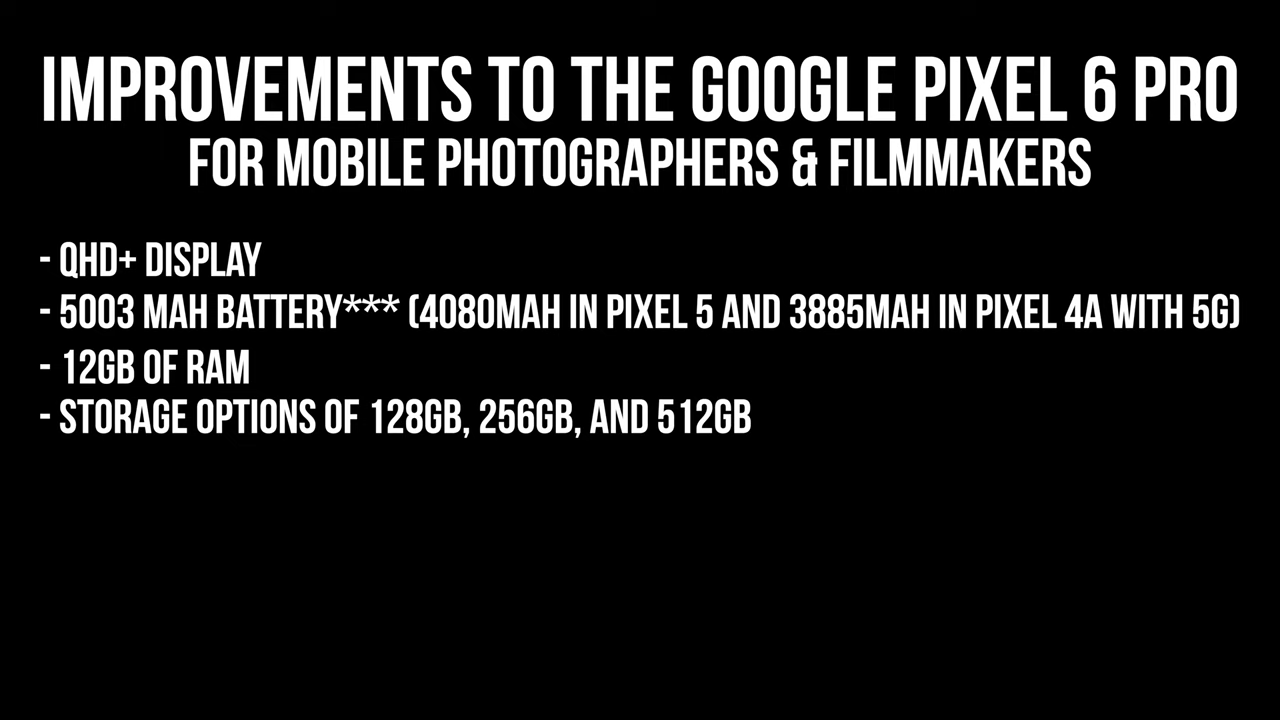 IMPROVEMENTS TO THE GOOGLE PIXEL 6 PRO
FOR MOBILE PHOTOGRAPHERS & FILMMAKERS
- QHD+ DISPLAY
- 5003 MAH BATTERY*** (4080MAH IN PIXEL 5 AND 3885MAH IN PIXEL 4A WITH 5G)
- 12GB OF RAM
- STORAGE OPTIONS OF 128GB, 256GB, AND 512GB